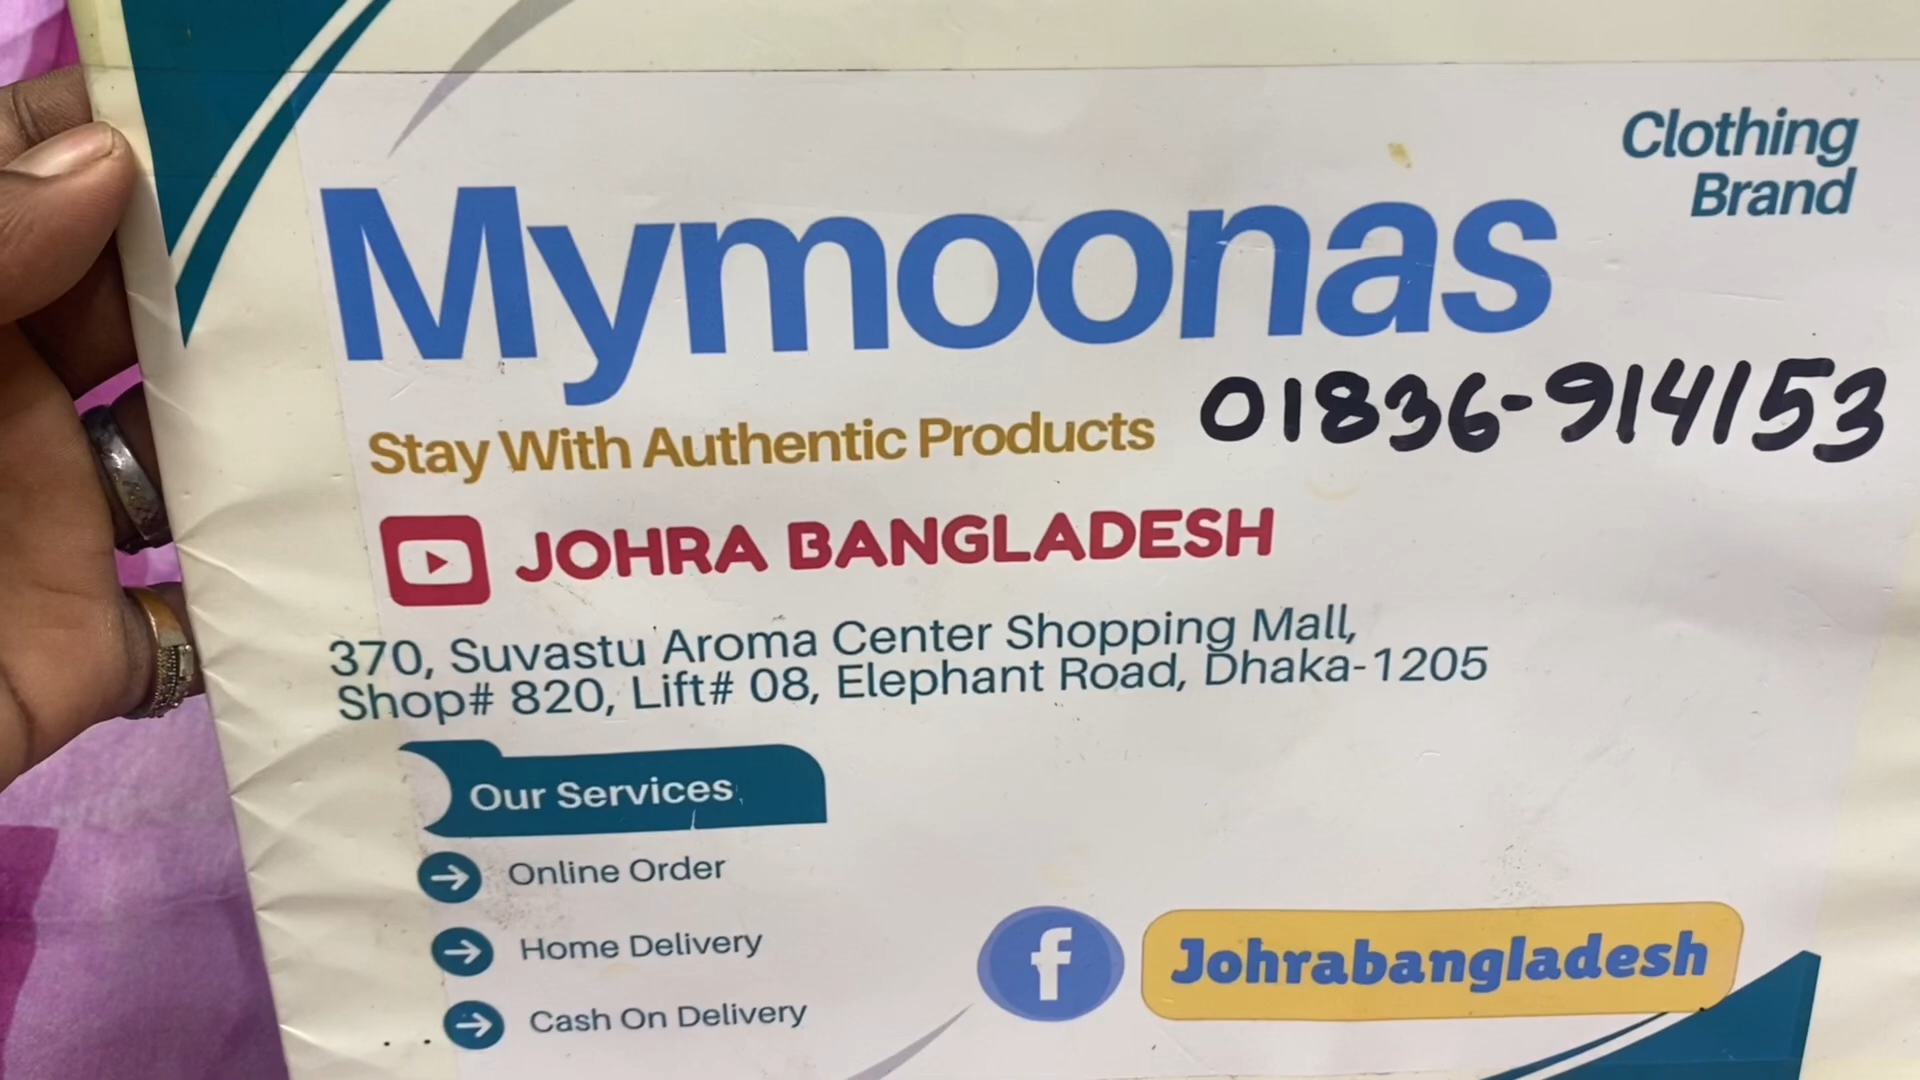 Clothing
Brand
Mymoonas
01836-914153
Stay With Authentic Products
JOHRA BANGLADESH
370, Suvastu Aroma Center Shopping Mall,
Shop# 820, Lift# 08, Elephant Road, Dhaka-1205
Our Services
Online Order
Home Delivery
Cash On Delivery
f Johrabangladesh